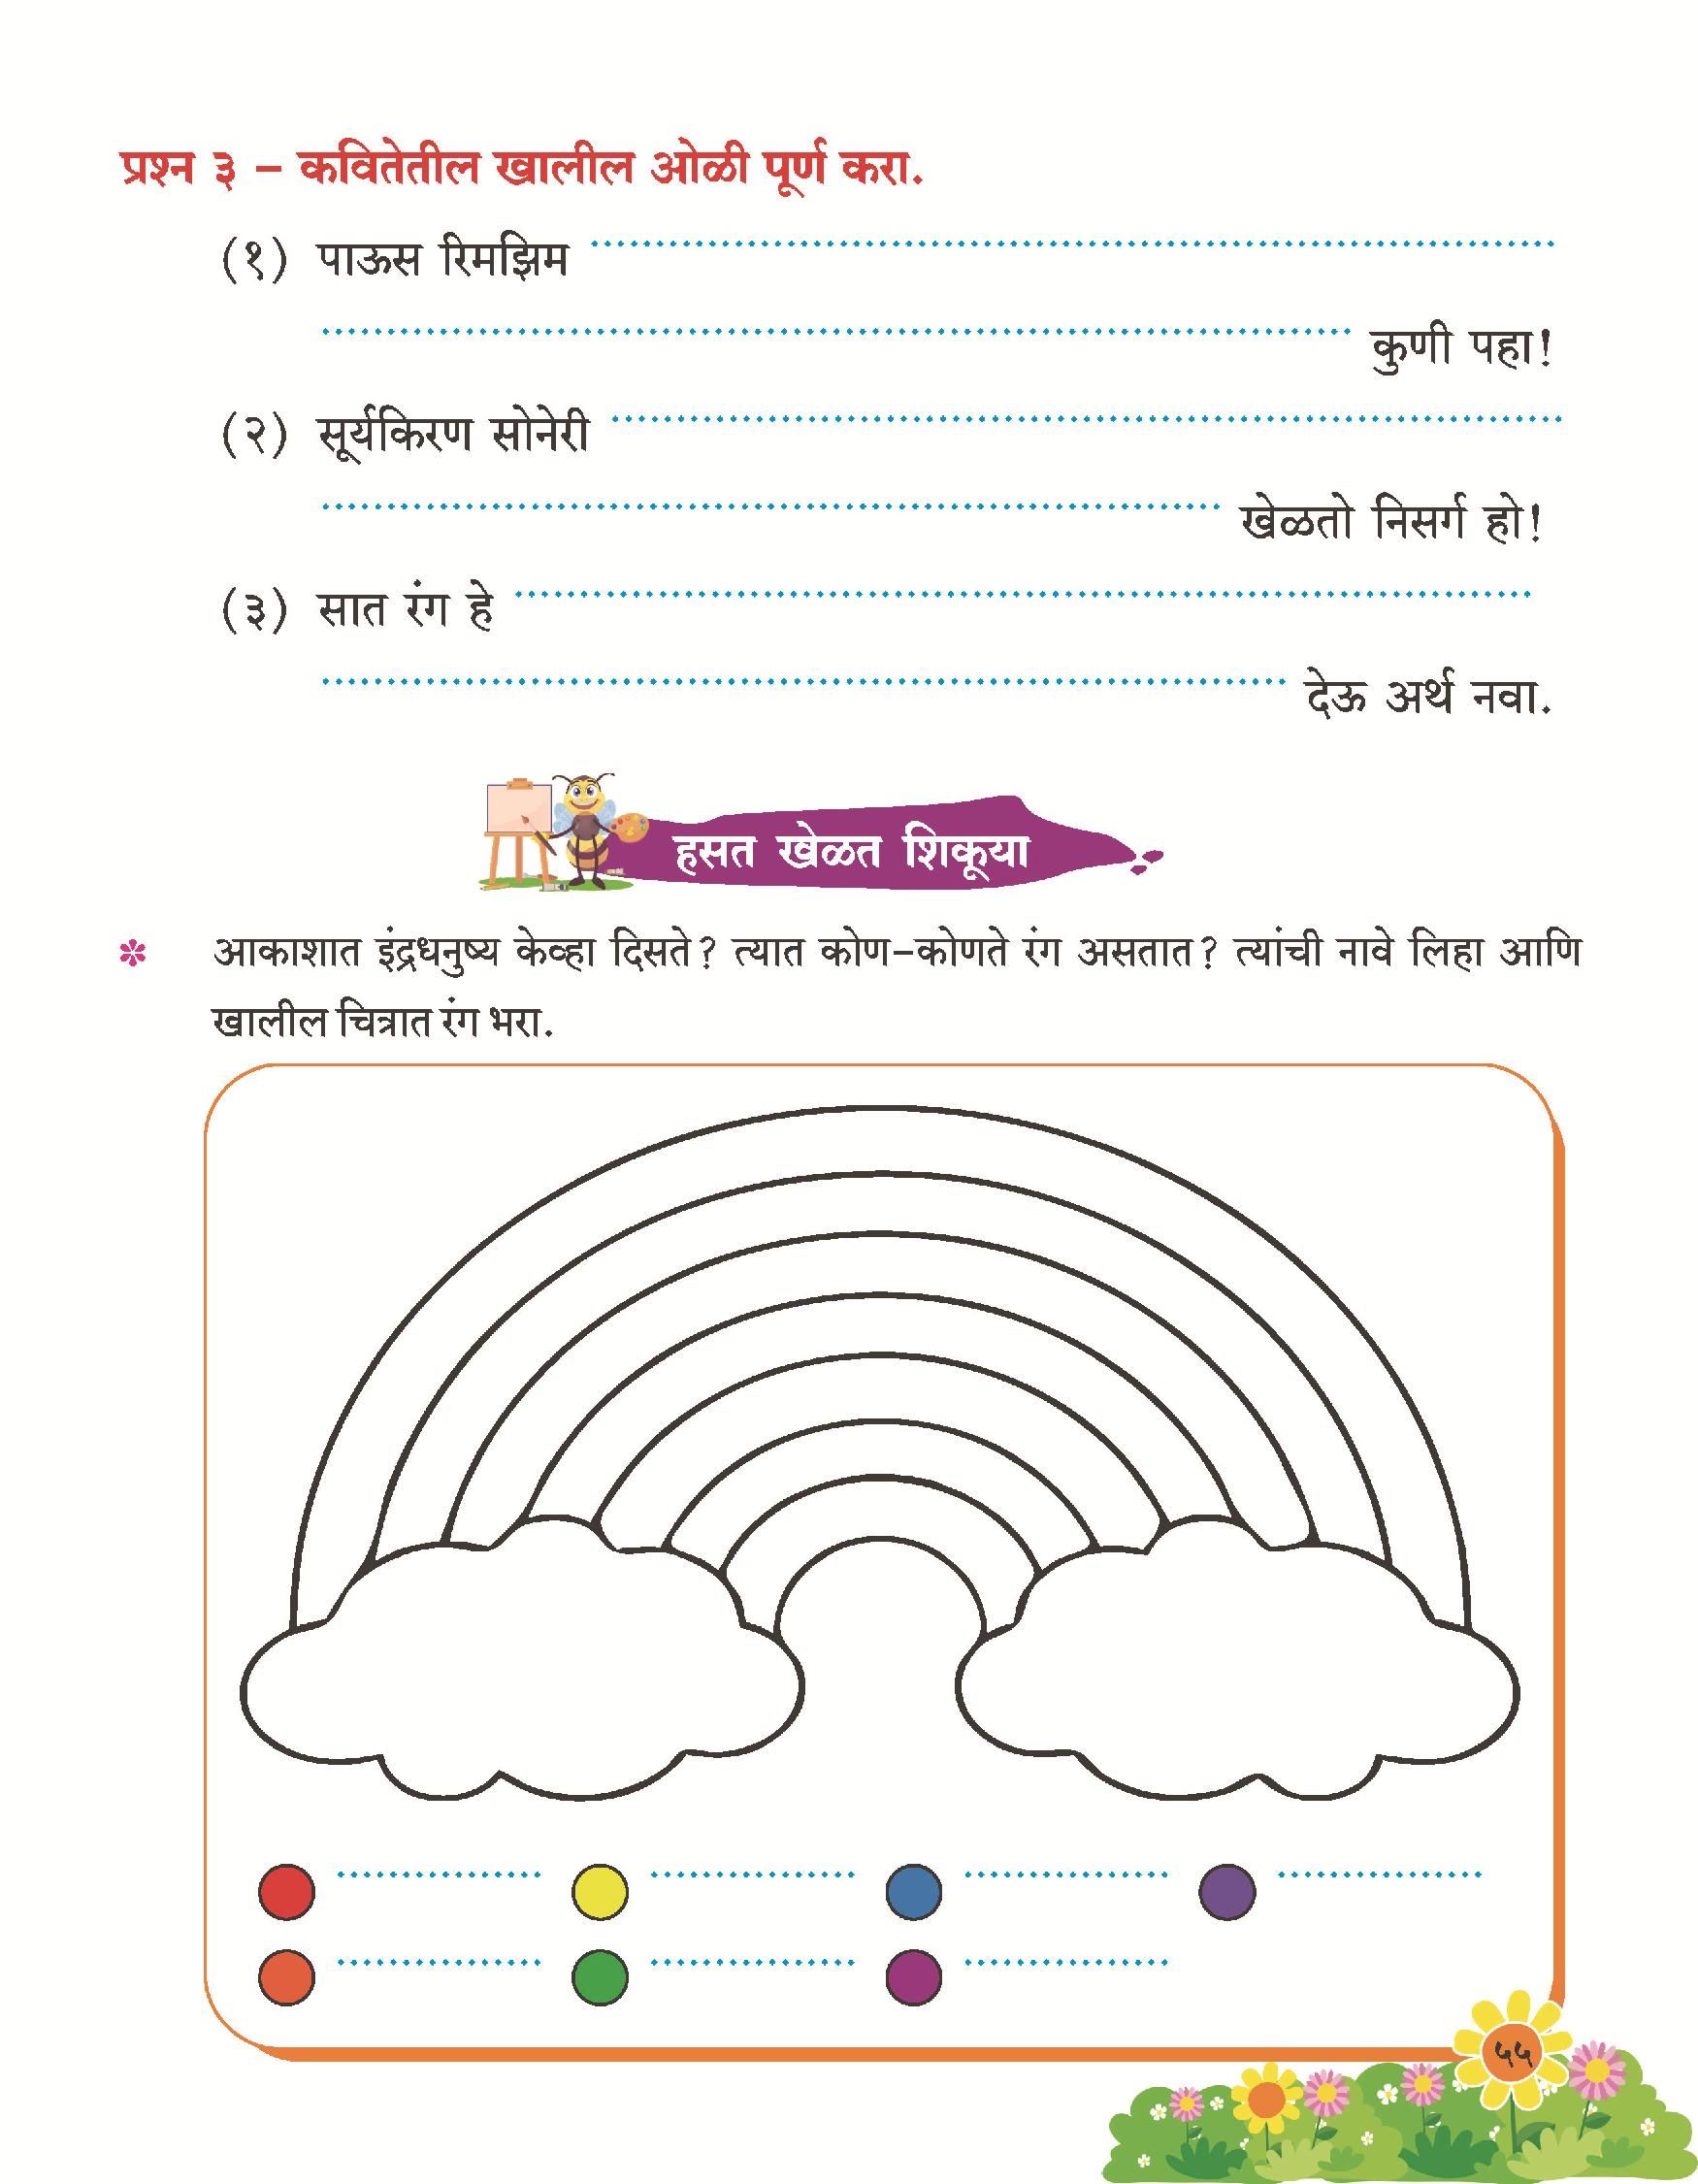 प्रश्न ३ – कवितेतील खालील ओळी पूर्ण करा.
(१) पाऊस रिमझिम
कुणी पहा!
(२) सूर्यकिरण सोनेरी
खेळतो निसर्ग हो!
(३) सात रंग हे
देऊ अर्थ नवा.
हसत खेळत शिकूया
आकाशात इंद्रधनुष्य केव्हा दिसते? त्यात कोण-कोणते रंग असतात? त्यांची नावे लिहा आणि
खालील चित्रात रंग भरा.
५५